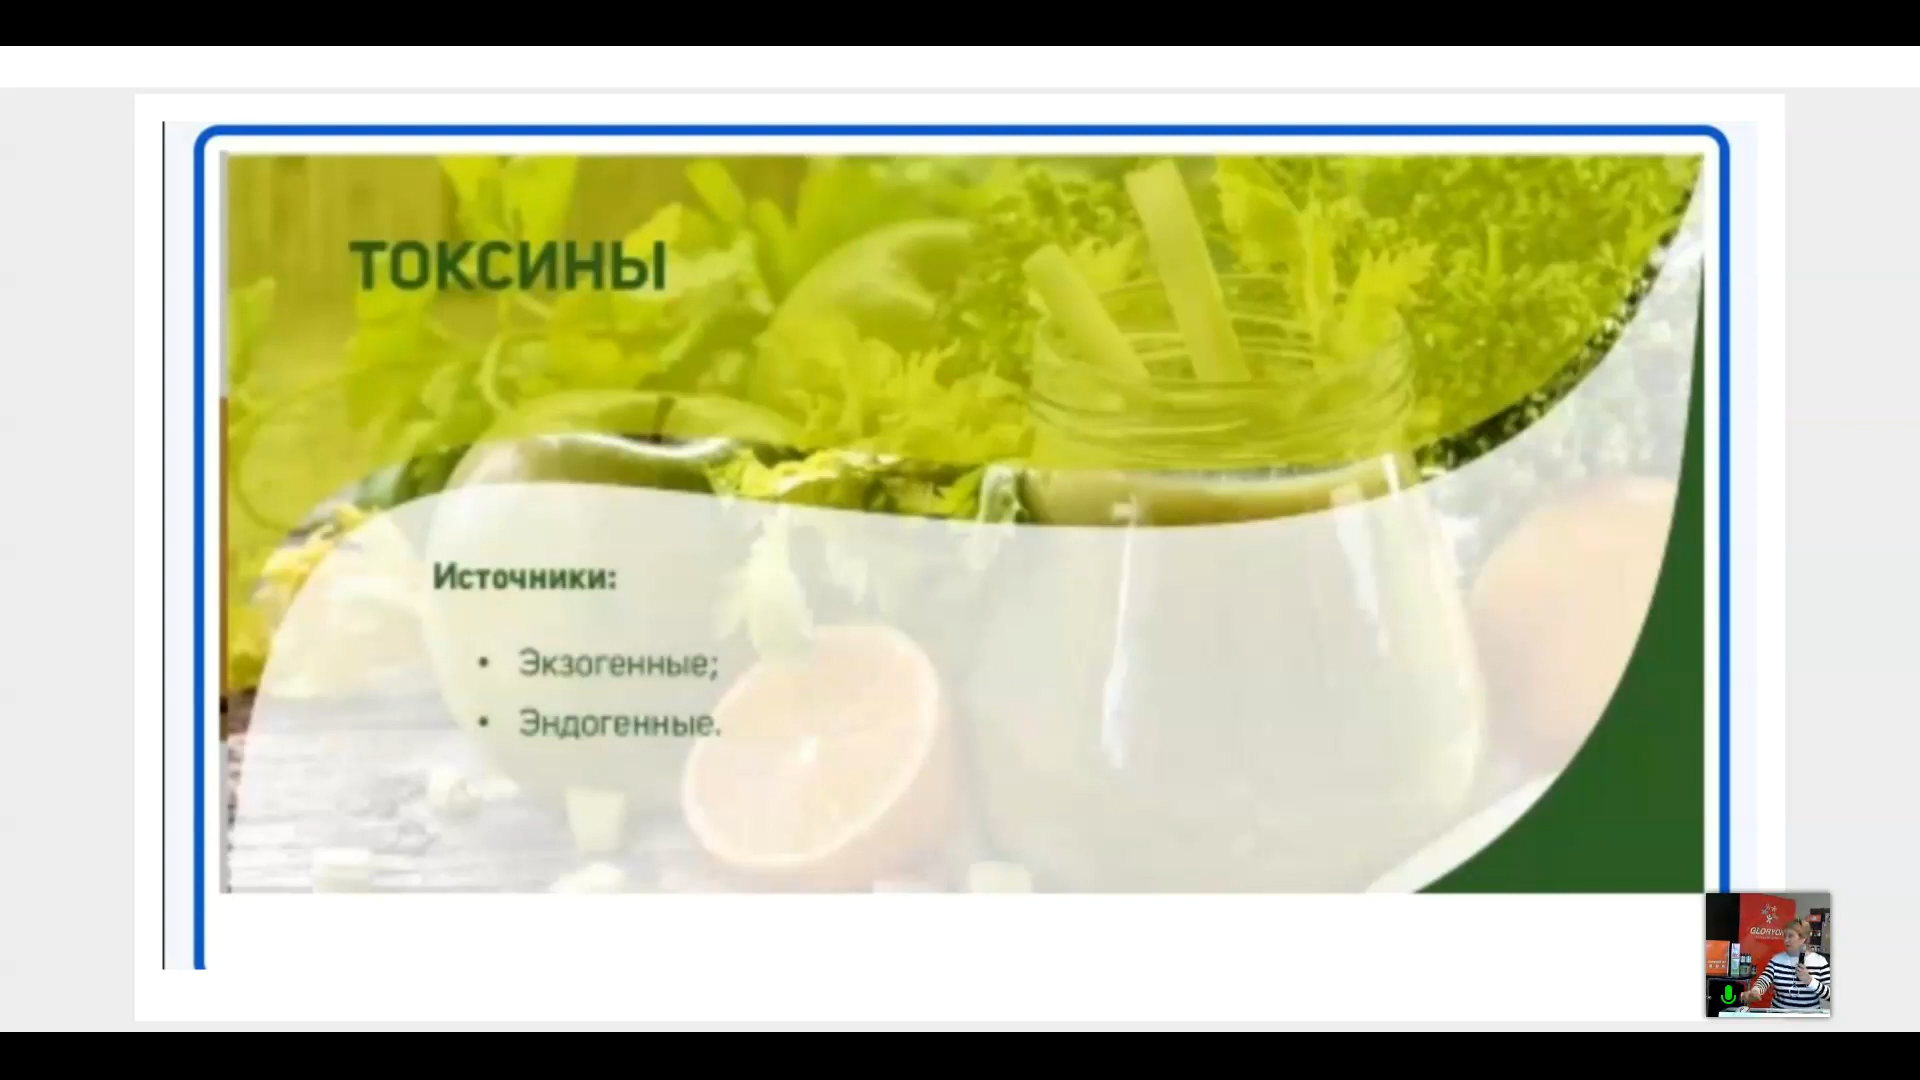 ТОКСИНЫ
Источники:
• Экзогенные;
• Эндогенные.